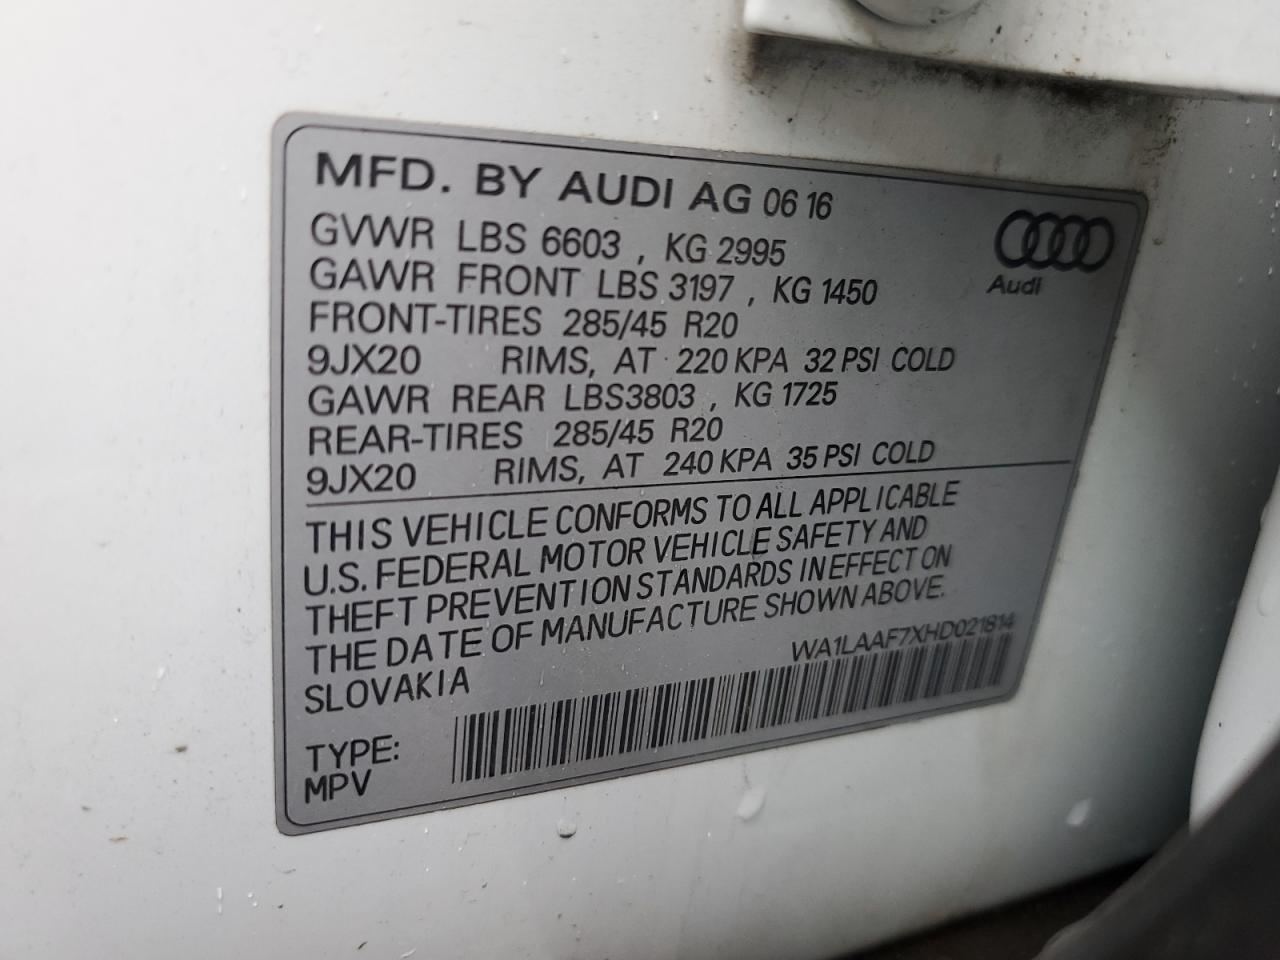 MFD. BY AUDI AG 06 16
GVWR LBS 6603 , KG 2995
GAWR FRONT LBS 3197 , KG 1450
FRONT-TIRES 285/45 R20
9JX20 RIMS, AT 220 KPA 32 PSI COLD
GAWR REAR LBS3803 , KG 1725
REAR-TIRES 285/45 R20
9JX20 RIMS, AT 240 KPA 35 PSI COLD
Audi
THIS VEHICLE CONFORMS TO ALL APPLICABLE
U.S. FEDERAL MOTOR VEHICLE SAFETY AND
THEFT PREVENTION STANDARDS IN EFFECT ON
THE DATE OF MANUFACTURE SHOWN ABOVE.
SLOVAKIA
WA1LAAF7XHD021814
TYPE:
MPV